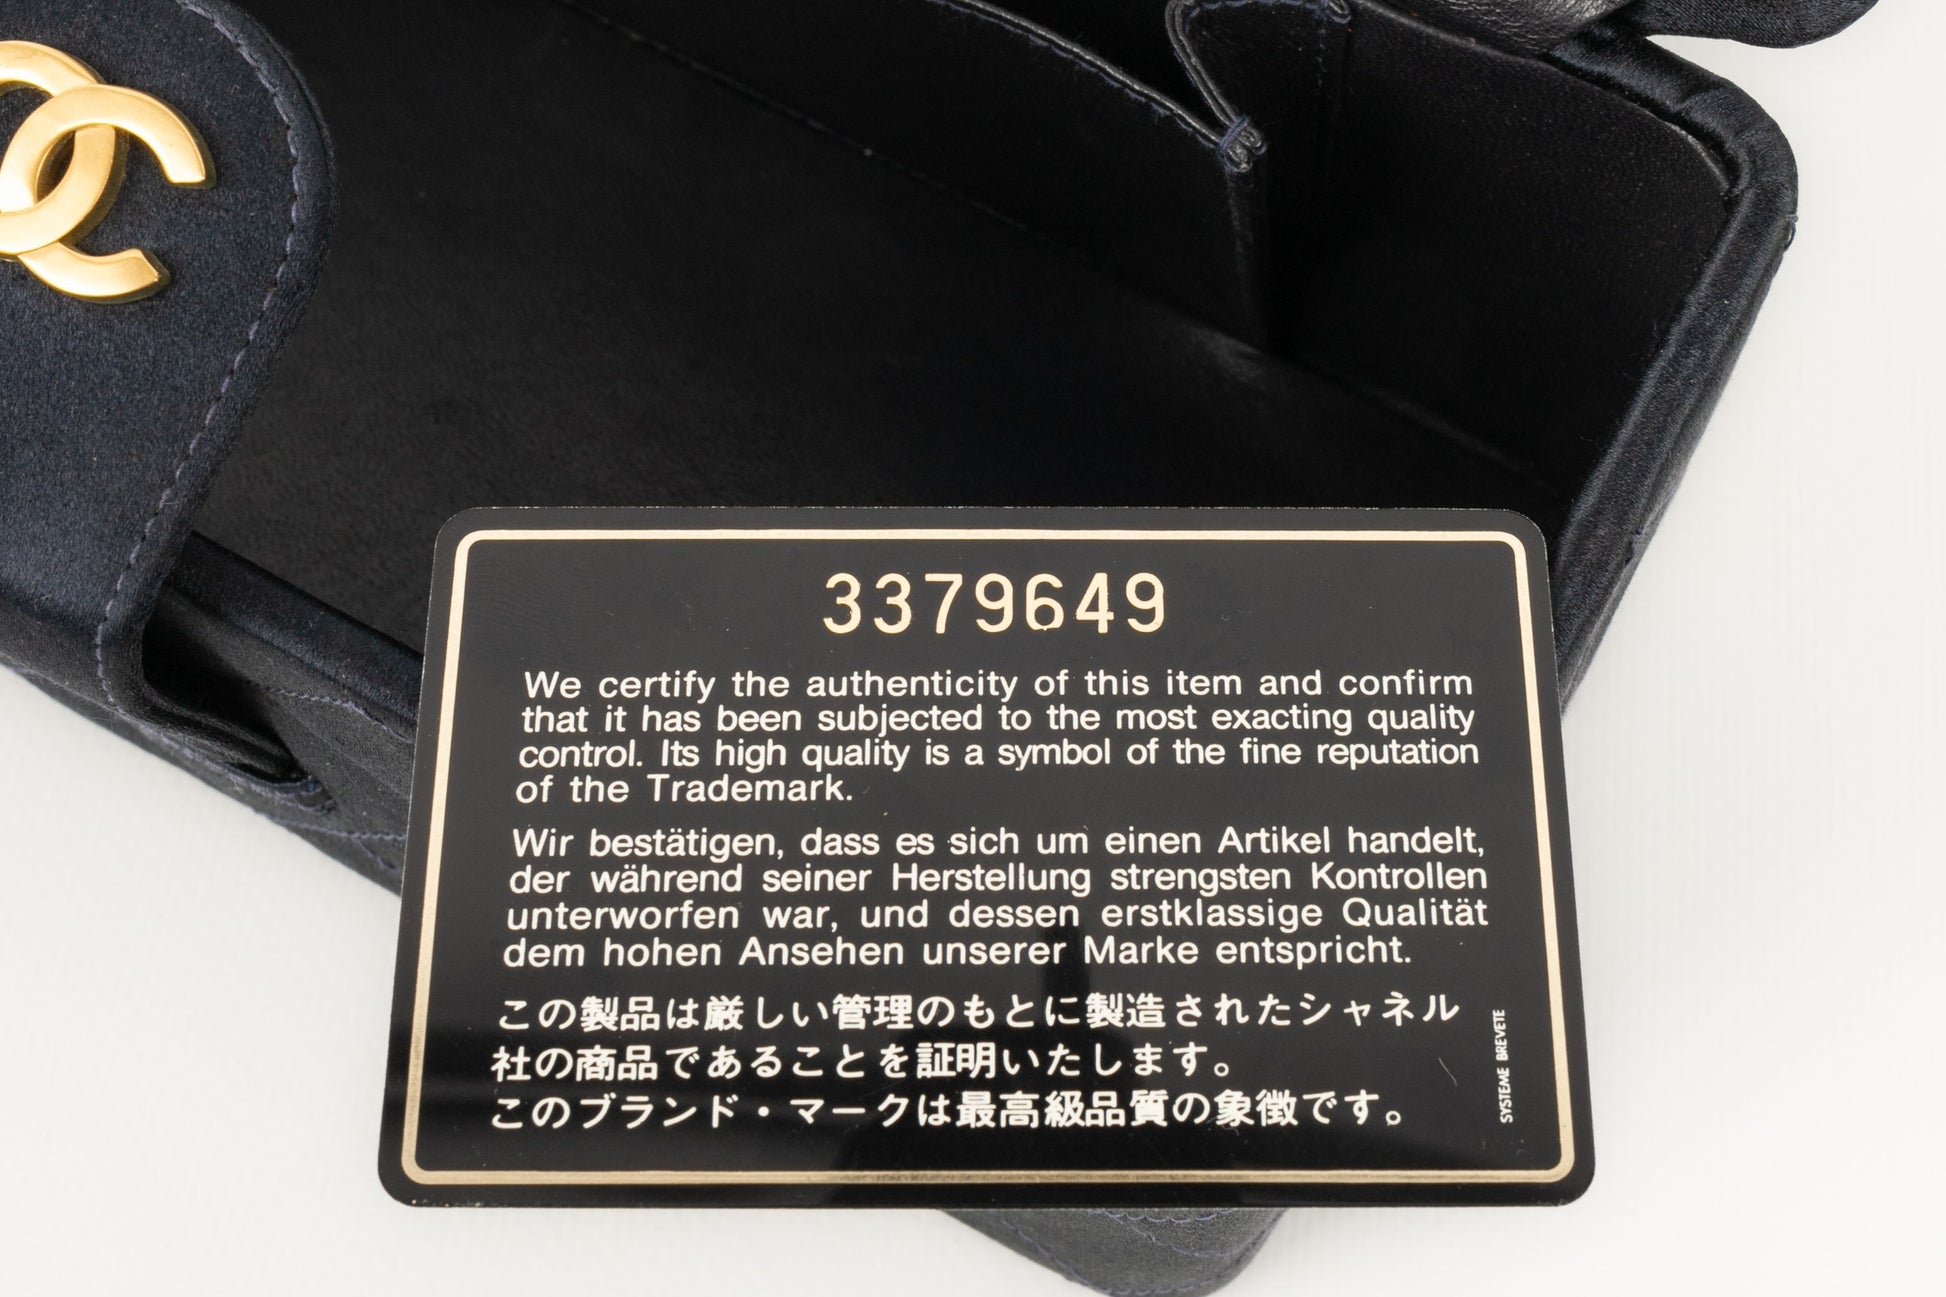 3379649
We certify the authenticity of this item and confirm
that it has been subjected to the most exacting quality
control. Its high quality is a symbol of the fine reputation
of the Trademark.
Wir bestätigen, dass es sich um einen Artikel handelt,
der während seiner Herstellung strengsten Kontrollen
unterworfen war, und dessen erstklassige Qualität
dem hohen Ansehen unserer Marke entspricht.
この製品は厳しい管理のもとに製造されたシャネル
社の商品であることを証明いたします。
このブランド・マークは最高級品質の象徴です。
SYSTEME BREVETE